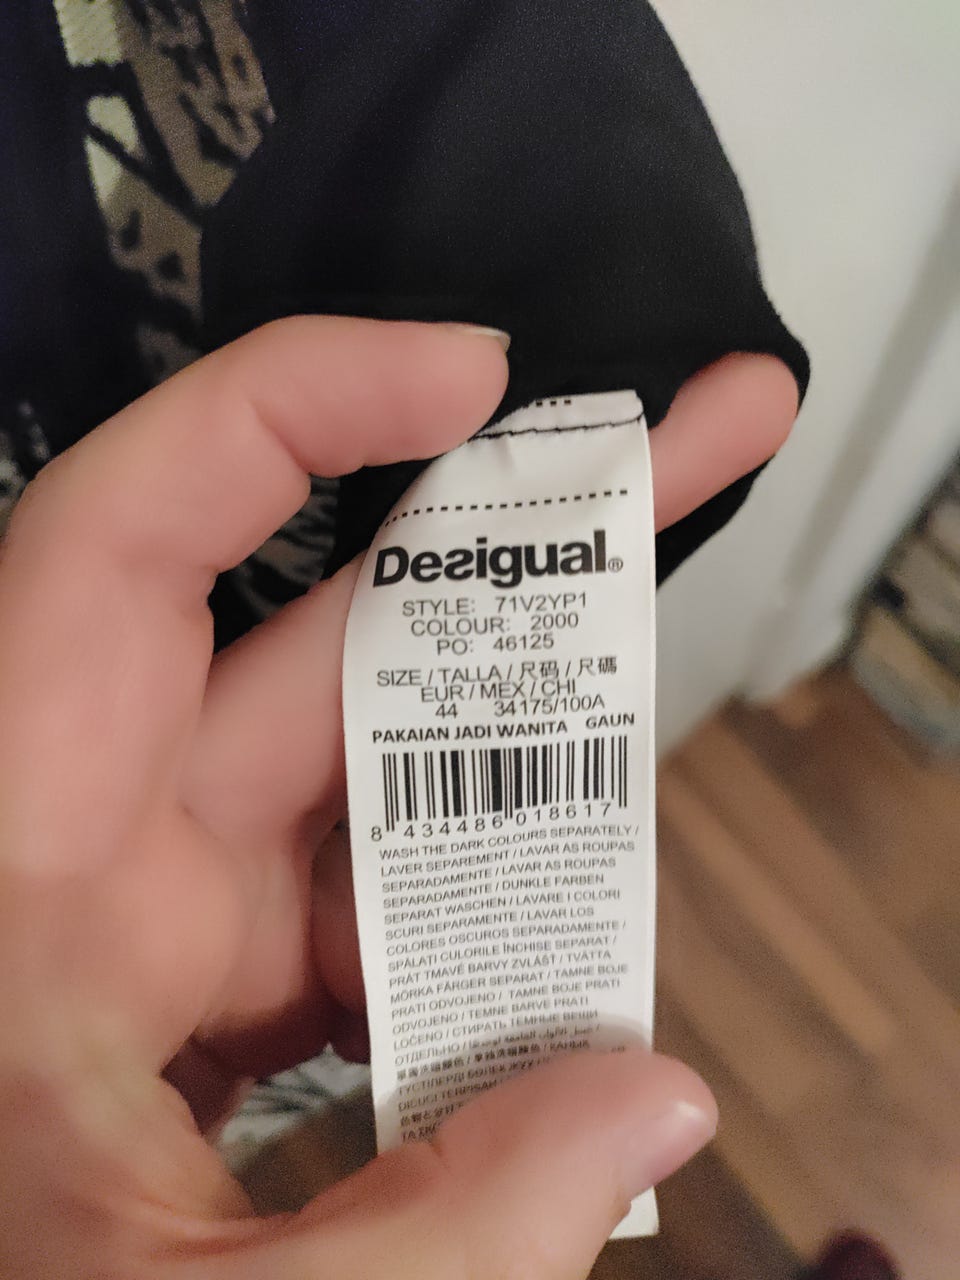 Desigual®
STYLE: 71V2YP1
COLOUR: 2000
PO: 46125
SIZE / TALLA / 尺码 / 尺碼
EUR / MEX / CHI
44 34175/100A
PAKAIAN JADI WANITA GAUN
8 434486 018617
WASH THE DARK COLOURS SEPARATELY /
LAVER SEPAREMENT / LAVAR AS ROUPAS
SEPARADAMENTE / LAVAR AS ROUPAS
SEPARADAMENTE / DUNKLE FARBEN
SEPARAT WASCHEN / LAVARE I COLORI
SCURI SEPARAMENTE / LAVAR LOS
COLORES OSCUROS SEPARADAMENTE /
SPĂLAȚI CULORILE ÎNCHISE SEPARAT /
PRÁT TMAVÉ BARVY ZVLÁŠŤ / TVÄTTA
MÖRKA FÄRGER SEPARAT / TAMNE BOJE
PRATI ODVOJENO / TAMNE BOJE PRATI
ODVOJENO / TEMNE BARVE PRATI
LOČENO / СТИРАТЬ ТЕМНЫЕ ВЕЩИ
ОТДЕЛЬНО /